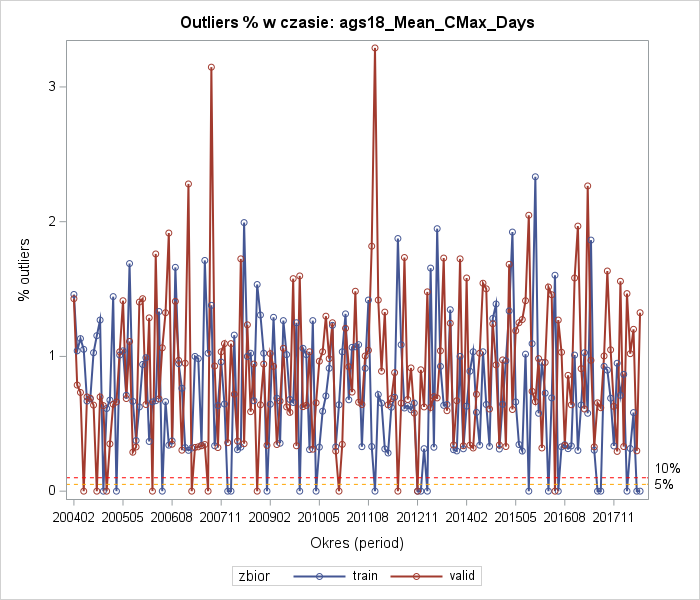 Outliers % w czasie: ags18_Mean_CMax_Days
% outliers
3
2
1
0
10%
5%
200402 200505 200608 200711 200902 201005 201108 201211 201402 201505 201608 201711
Okres (period)
zbior train valid